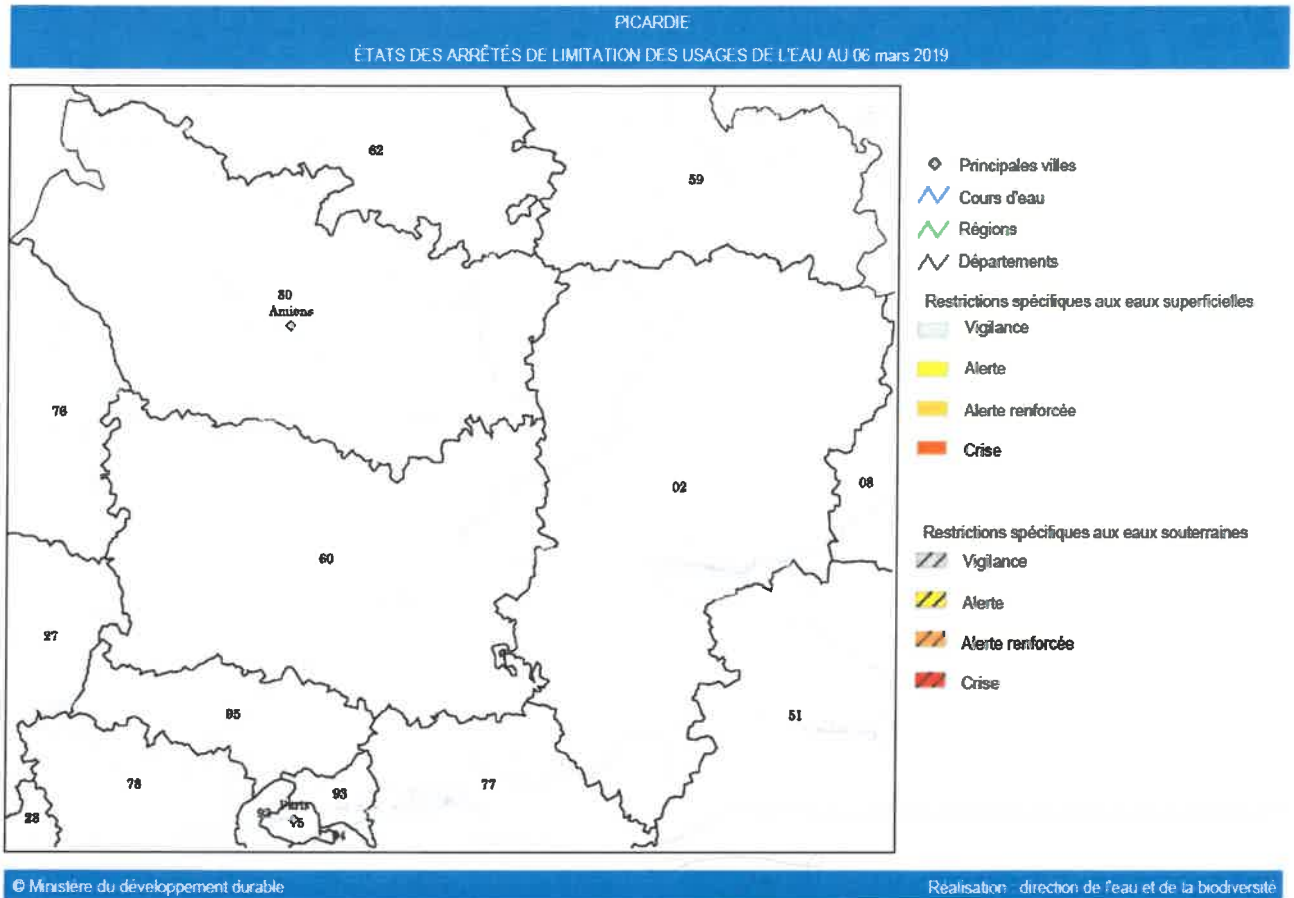 PICARDIE
ÉTATS DES ARRÊTÉS DE LIMITATION DES USAGES DE L'EAU AU 06 mars 2019
62
59
80
Amiens
76
02
08
60
27
95
51
78
77
93
Paris
92
75
94
28
Principales villes
Cours d'eau
Régions
Départements
Restrictions spécifiques aux eaux superficielles
Vigilance
Alerte
Alerte renforcée
Crise
Restrictions spécifiques aux eaux souterraines
Vigilance
Alerte
Alerte renforcée
Crise
© Ministère du développement durable
Réalisation : direction de l'eau et de la biodiversité